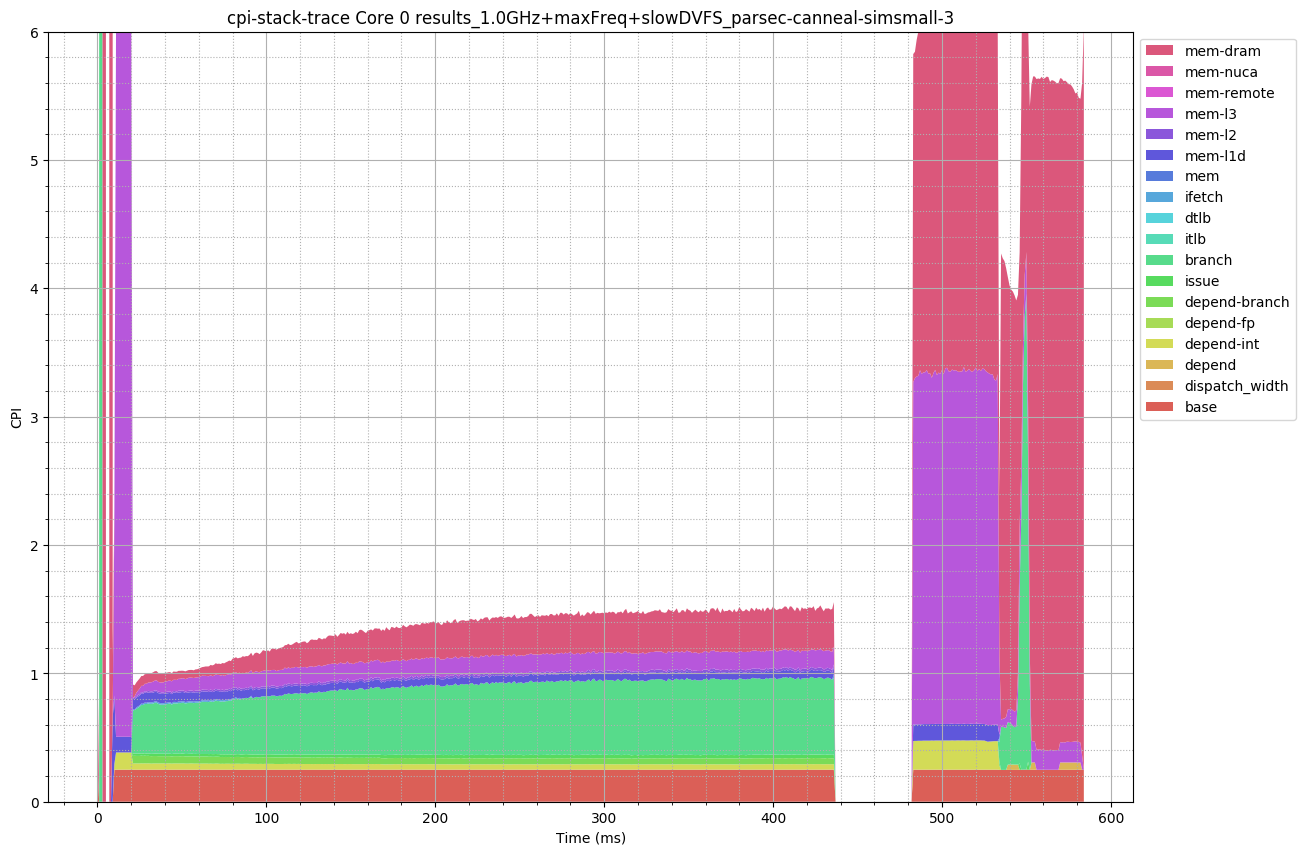 cpi-stack-trace Core 0 results_1.0GHz+maxFreq+slowDVFS_parsec-canneal-simsmall-3
6
5
4
3
2
1
0
CPI
0
100
200
300
400
500
600
Time (ms)
mem-dram
mem-nuca
mem-remote
mem-l3
mem-l2
mem-l1d
mem
ifetch
dtlb
itlb
branch
issue
depend-branch
depend-fp
depend-int
depend
dispatch_width
base